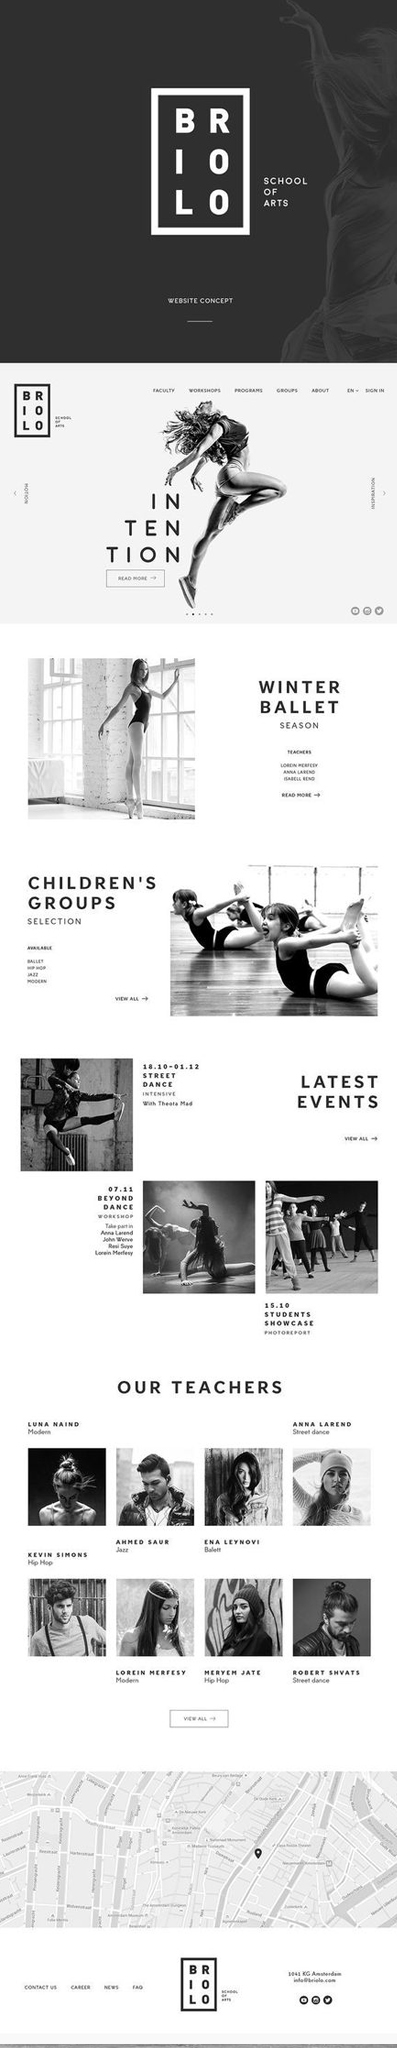 BR
IO
LO
SCHOOL
OF
ARTS
WEBSITE CONCEPT
BR
IO
LO
SCHOOL
OF
ARTS
FACULTY WORKSHOPS PROGRAMS GROUPS ABOUT EN SIGN IN
INSPIRATION
IN
TEN
TION
READ MORE →
WINTER
BALLET
SEASON
TEACHERS
LOREIN MERFESY
ANNA LAREND
ISABELL REND
READ MORE →
CHILDREN'S
GROUPS
SELECTION
AVAILABLE
BALLET
HIP HOP
JAZZ
MODERN
VIEW ALL →
18.10-01.12
STREET
DANCE
INTENSIVE
With Theota Mad
LATEST
EVENTS
VIEW ALL →
07.11
BEYOND
DANCE
WORKSHOP
Take part in
Anna Larend
John Werve
Resi Suye
Lorein Merfesy
15.10
STUDENTS
SHOWCASE
PHOTOREPORT
OUR TEACHERS
LUNA NAIND
Modern
ANNA LAREND
Street dance
AHMED SAUR
Jazz
ENA LEYNOVI
Balett
KEVIN SIMONS
Hip Hop
LOREIN MERFESY
Modern
MERYEM JATE
Hip Hop
ROBERT SHVATS
Street dance
VIEW ALL →
CONTACT US CAREER NEWS FAQ
BR
IO
LO
SCHOOL
OF
ARTS
1041 KG Amsterdam
info@briolo.com